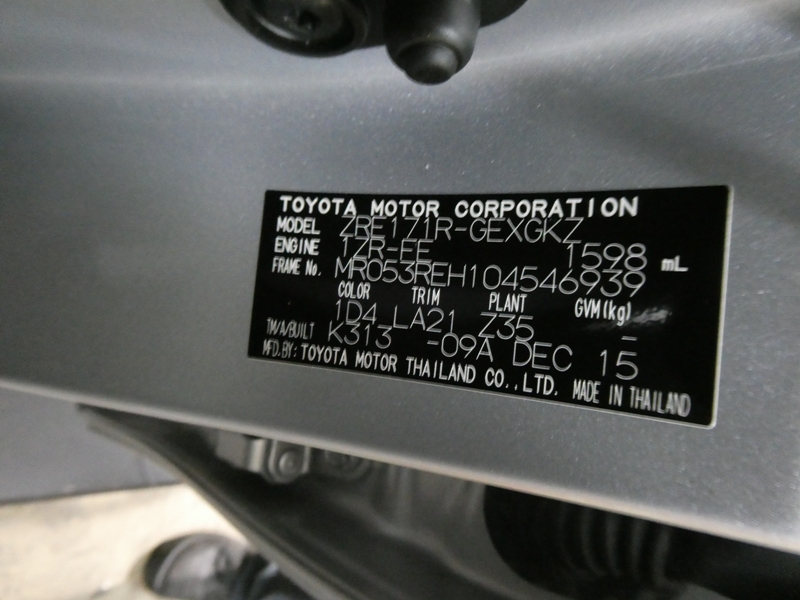 TOYOTA MOTOR CORPORATION
MODEL ZRE171R-GEXGKZ
ENGINE 1ZR-FE 1598 mL
FRAME No. MR053REH104546939
COLOR TRIM PLANT GVM(kg)
1D4 LA21 Z35 -
TM/A/BUILT K313 -09A DEC 15
MFD.BY: TOYOTA MOTOR THAILAND CO.,LTD. MADE IN THAILAND